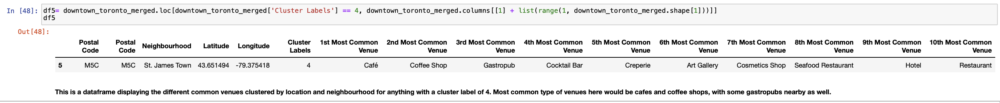 In [48]: df5= downtown_toronto_merged.loc[downtown_toronto_merged['Cluster Labels'] == 4, downtown_toronto_merged.columns[[1] + list(range(1, downtown_toronto_merged.shape[1]))]]
df5
Out[48]:
Postal Code Postal Code Neighbourhood Latitude Longitude Cluster Labels 1st Most Common Venue 2nd Most Common Venue 3rd Most Common Venue 4th Most Common Venue 5th Most Common Venue 6th Most Common Venue 7th Most Common Venue 8th Most Common Venue 9th Most Common Venue 10th Most Common Venue
5 M5C M5C St. James Town 43.651494 -79.375418 4 Café Coffee Shop Gastropub Cocktail Bar Creperie Art Gallery Cosmetics Shop Seafood Restaurant Hotel Restaurant
This is a dataframe displaying the different common venues clustered by location and neighbourhood for anything with a cluster label of 4. Most common type of venues here would be cafes and coffee shops, with some gastropubs nearby as well.